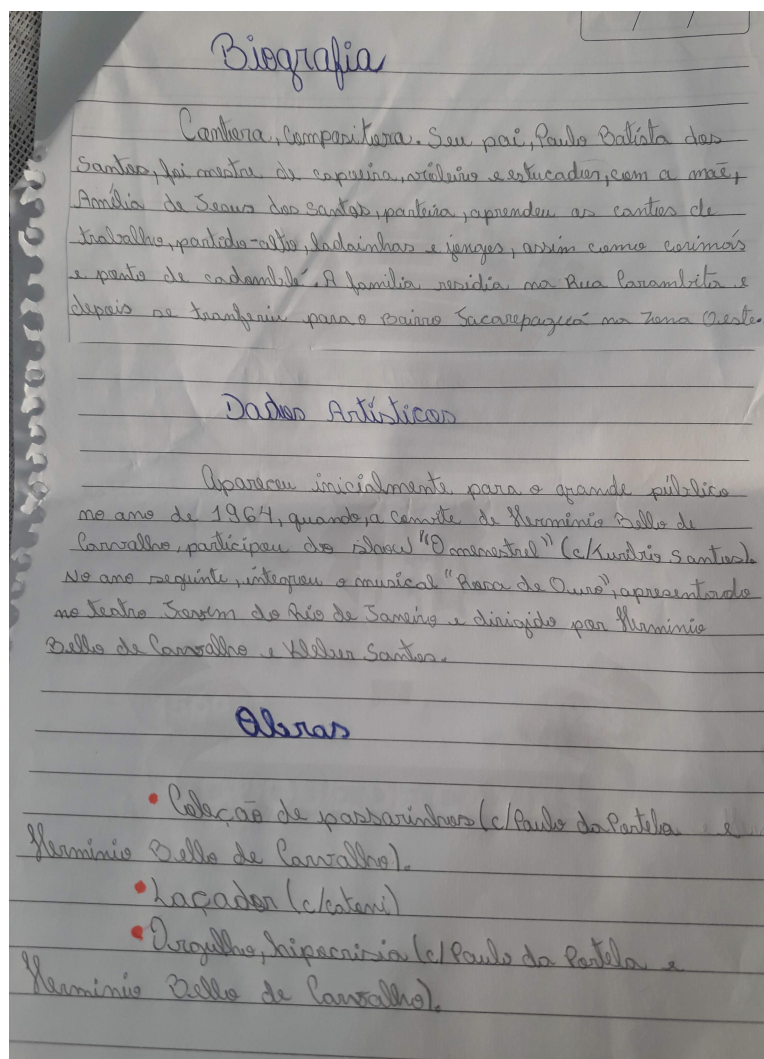 Biografia
Cantora, Compositora. Seu pai, Paulo Batista dos
Santos, foi mestre de capoeira, violeiro e estucador, com a mãe,
Amélia de Jesus dos Santos, parteira, aprendeu os cantos de
trabalho, partido-alto, ladainhas e jongos, assim como corimás
e ponto de cadomblé. A família residia na Rua Carambita e
depois se tranferiu para o Bairro Jacarepaguá na Zona Oeste.
Dados Artísticos
Apareceu inicialmente para o grande público
no ano de 1964, quando, a convite de Hermínio Bello de
Carvalho, participou do show "O menestrel" (c/Turíbio Santos).
No ano seguinte, integrou o musical "Rosa de Ouro", apresentado
no Teatro Jovem do Rio de Janeiro e dirigido por Hermínio
Bello de Carvalho e Kleber Santos.
Obras
• Coleção de passarinhos (c/Paulo da Portela e
Hermínio Bello de Carvalho).
• Laçador (c/catoni)
• Orgulho, hipocrisia (c/Paulo da Portela e
Hermínio Bello de Carvalho).